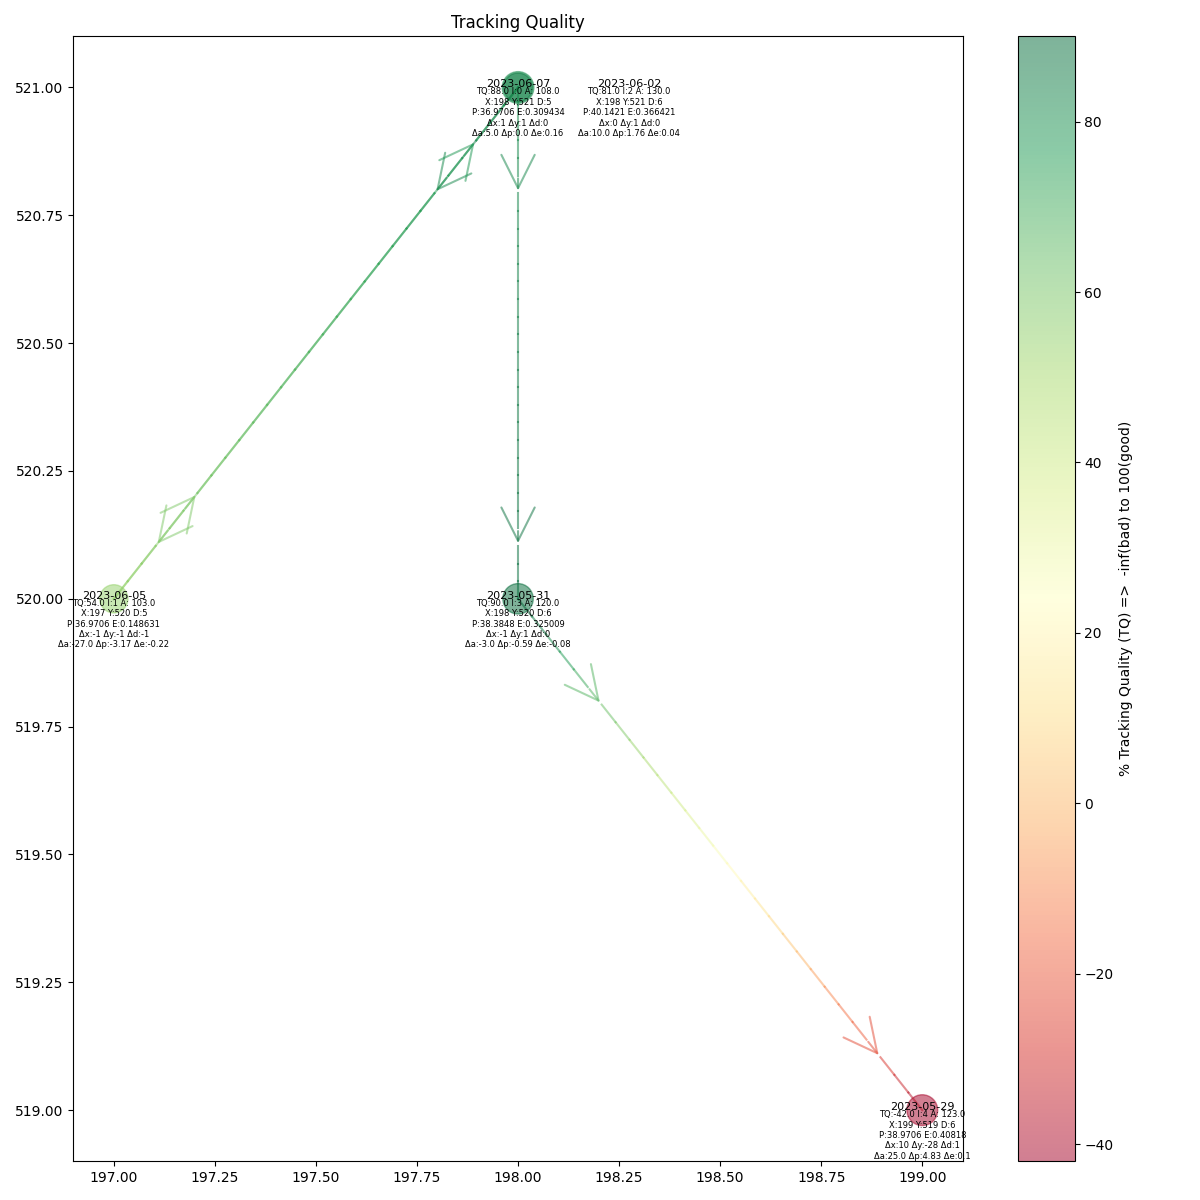 Tracking Quality
2023-06-07
TQ:88.0 I:0 A: 108.0
X:198 Y:521 D:5
P:36.9706 E:0.309434
Δx:1 Δy:1 Δd:0
Δa:5.0 Δp:0.0 Δe:0.16
2023-06-02
TQ:81.0 I:2 A: 130.0
X:198 Y:521 D:6
P:40.1421 E:0.366421
Δx:0 Δy:1 Δd:0
Δa:10.0 Δp:1.76 Δe:0.04
2023-06-05
TQ:54.0 I:1 A: 103.0
X:197 Y:520 D:5
P:36.9706 E:0.148631
Δx:-1 Δy:-1 Δd:-1
Δa:-27.0 Δp:-3.17 Δe:-0.22
2023-05-31
TQ:90.0 I:3 A: 120.0
X:198 Y:520 D:6
P:38.3848 E:0.325009
Δx:-1 Δy:1 Δd:0
Δa:-3.0 Δp:-0.59 Δe:-0.08
2023-05-29
TQ:-42.0 I:4 A: 123.0
X:199 Y:519 D:6
P:38.9706 E:0.40818
Δx:10 Δy:-28 Δd:1
Δa:25.0 Δp:4.83 Δe:0.1
521.00
520.75
520.50
520.25
520.00
519.75
519.50
519.25
519.00
197.00
197.25
197.50
197.75
198.00
198.25
198.50
198.75
199.00
80
60
40
20
0
−20
−40
% Tracking Quality (TQ) => -inf(bad) to 100(good)